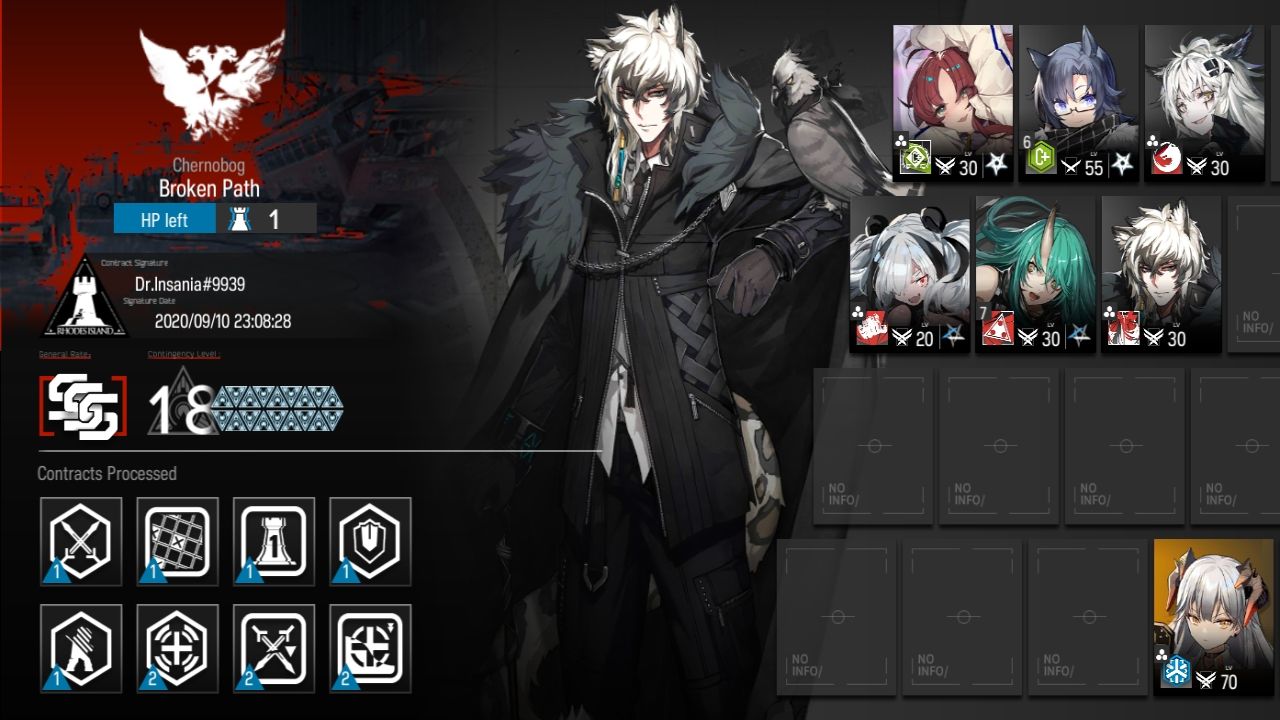 Chernobog
Broken Path
HP left 1
Contract Signature
Dr.Insania#9939
Signature Date
2020/09/10 23:08:28
RHODES ISLAND
General Rate:
Contingency Level:
18
Contracts Processed
1
1
1
1
1
1
2
2
2
LV
30
6
C+
LV
55
LV
30
LV
20
7
LV
30
LV
30
NO
INFO/
NO
INFO/
NO
INFO/
NO
INFO/
NO
INFO/
NO
INFO/
NO
INFO/
NO
INFO/
LV
70